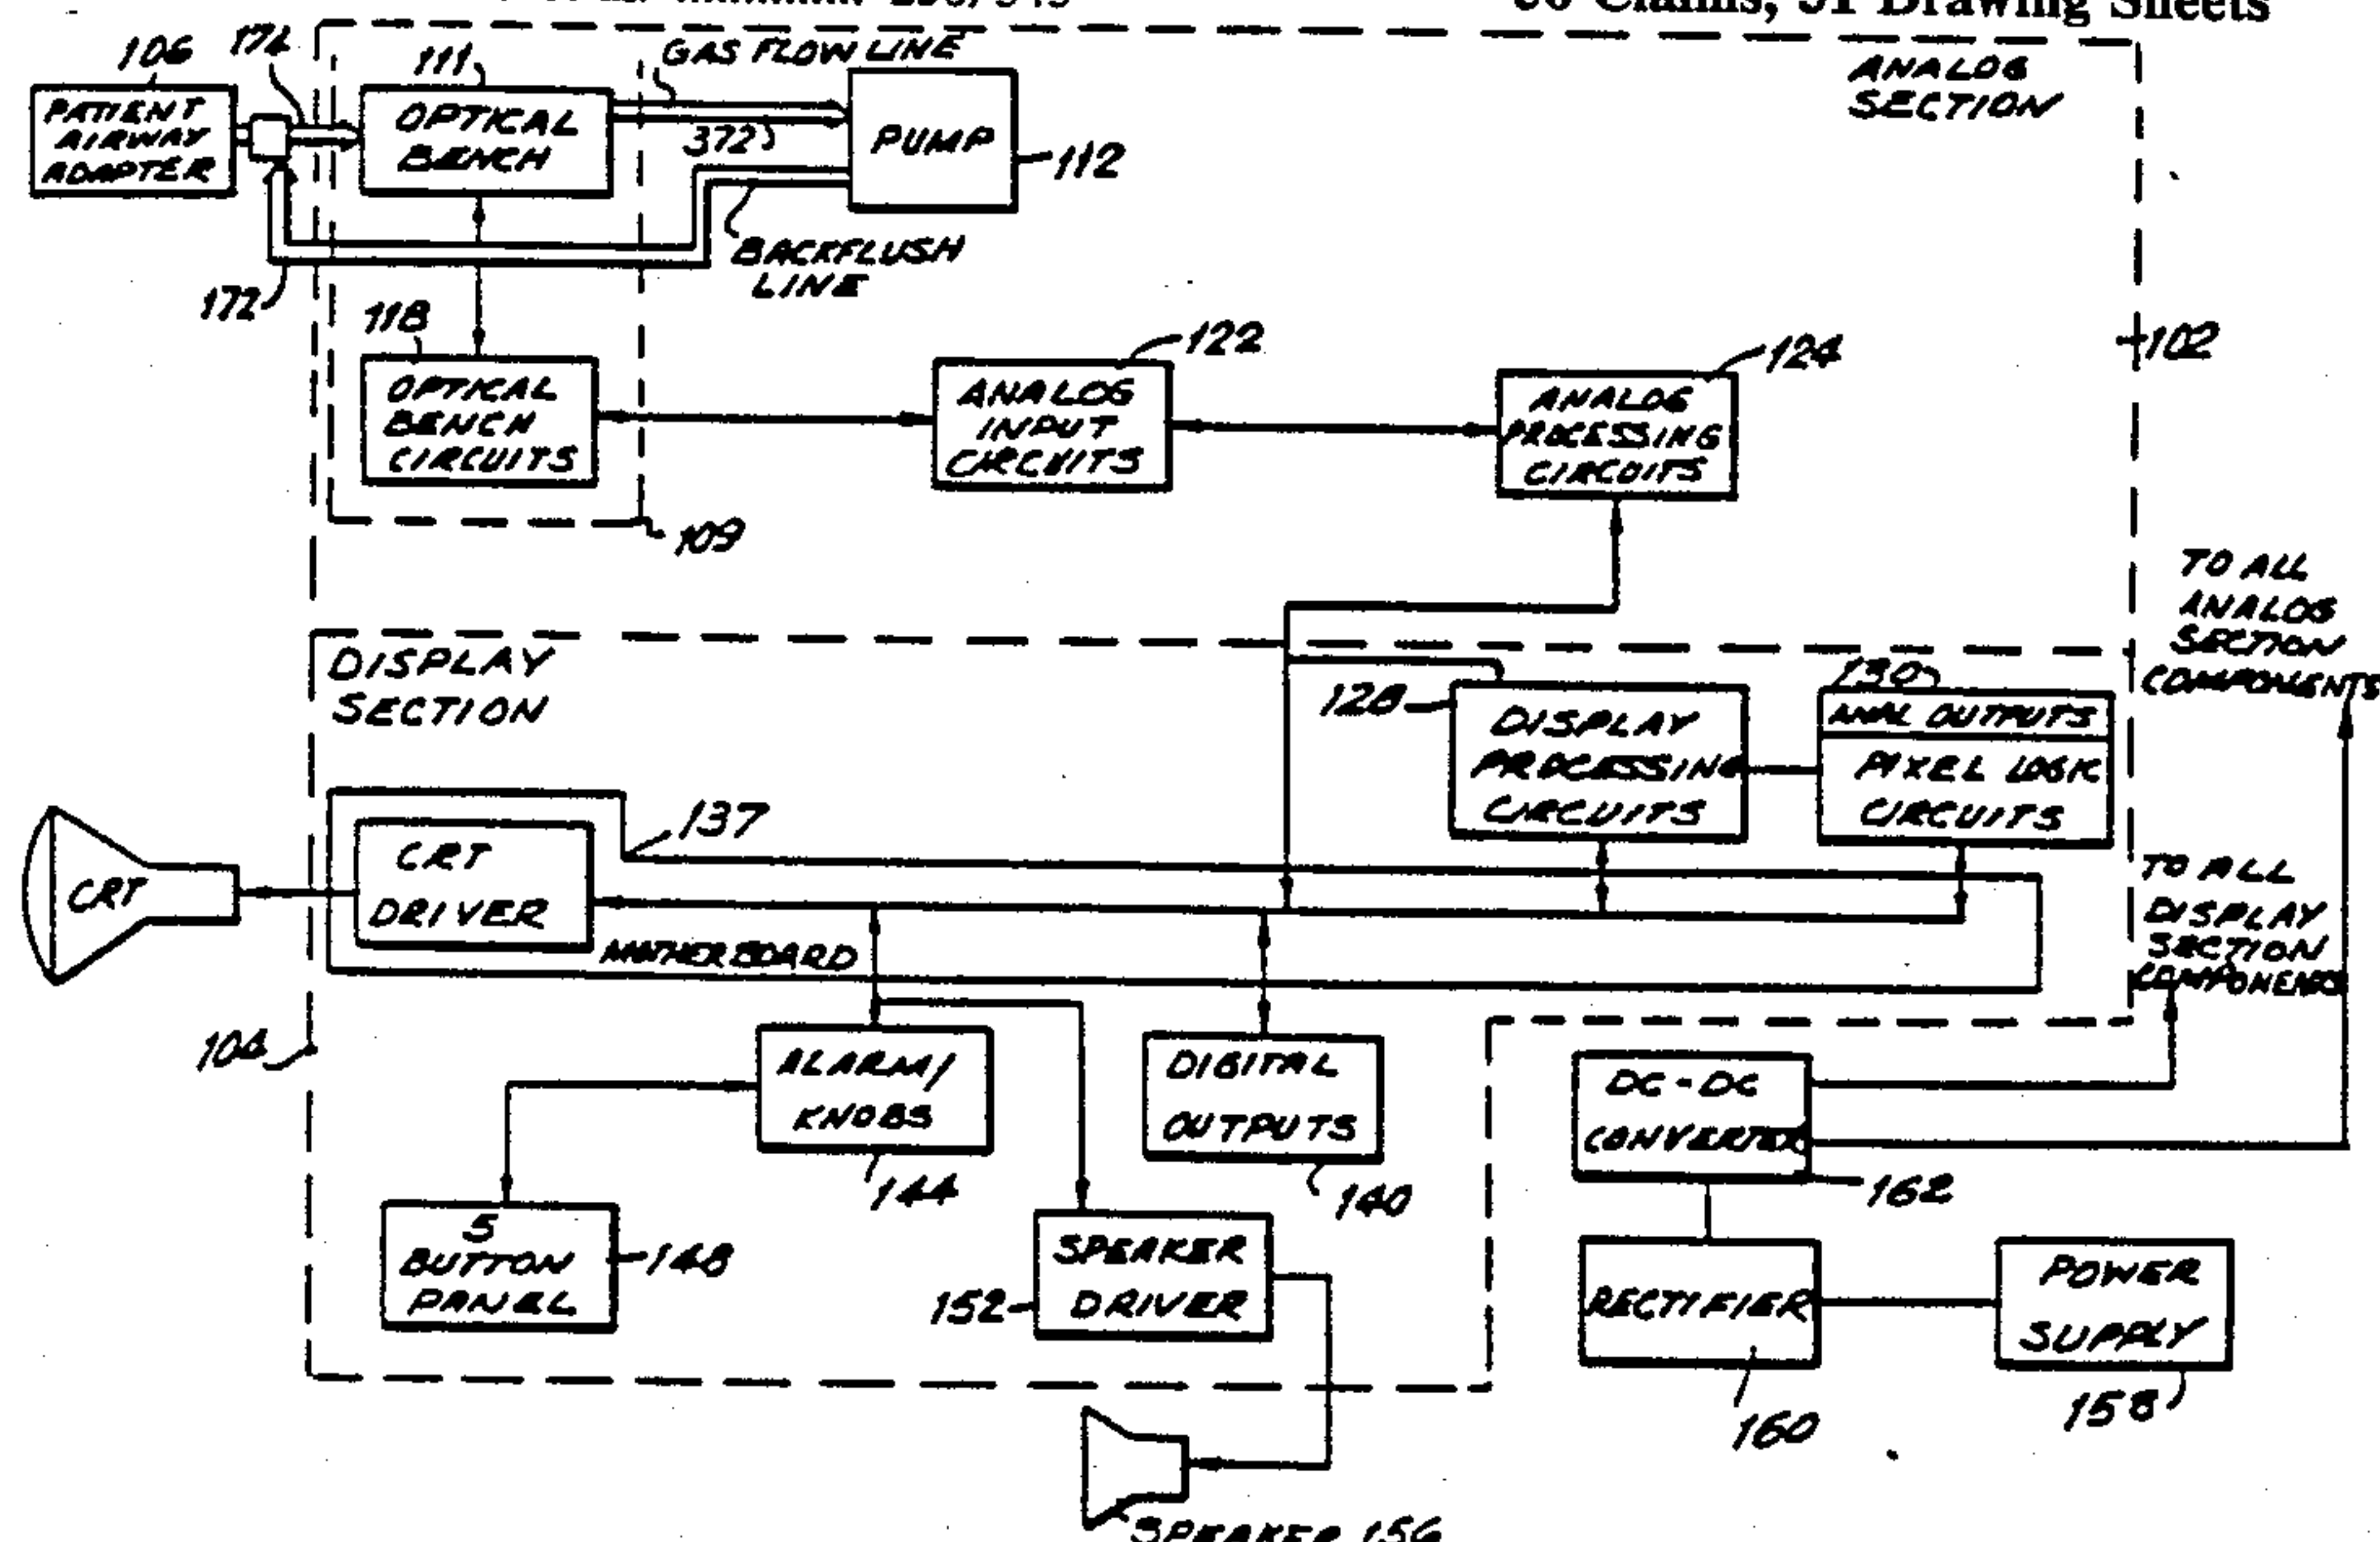 36 Claims, 31 Drawing Sheets
106
111
GAS FLOW LINE
ANALOG
SECTION
PATIENT
AIRWAY
ADAPTER
OPTICAL
BENCH
372
PUMP
112
BACKFLUSH
LINE
172
118
122
124
102
OPTICAL
BENCH
CIRCUITS
ANALOG
INPUT
CIRCUITS
ANALOG
PROCESSING
CIRCUITS
109
TO ALL
ANALOG
SECTION
COMPONENTS
DISPLAY
SECTION
128
130
DISPLAY
PROCESSING
CIRCUITS
ANAL OUTPUTS
PIXEL LOGIC
CIRCUITS
137
CRT
CRT
DRIVER
MOTHERBOARD
TO ALL
DISPLAY
SECTION
COMPONENTS
104
ALARM/
KNOBS
DIGITAL
OUTPUTS
DC-DC
CONVERTER
144
140
162
5
BUTTON
PANEL
148
SPEAKER
DRIVER
152
RECTIFIER
POWER
SUPPLY
160
158
SPEAKER 156